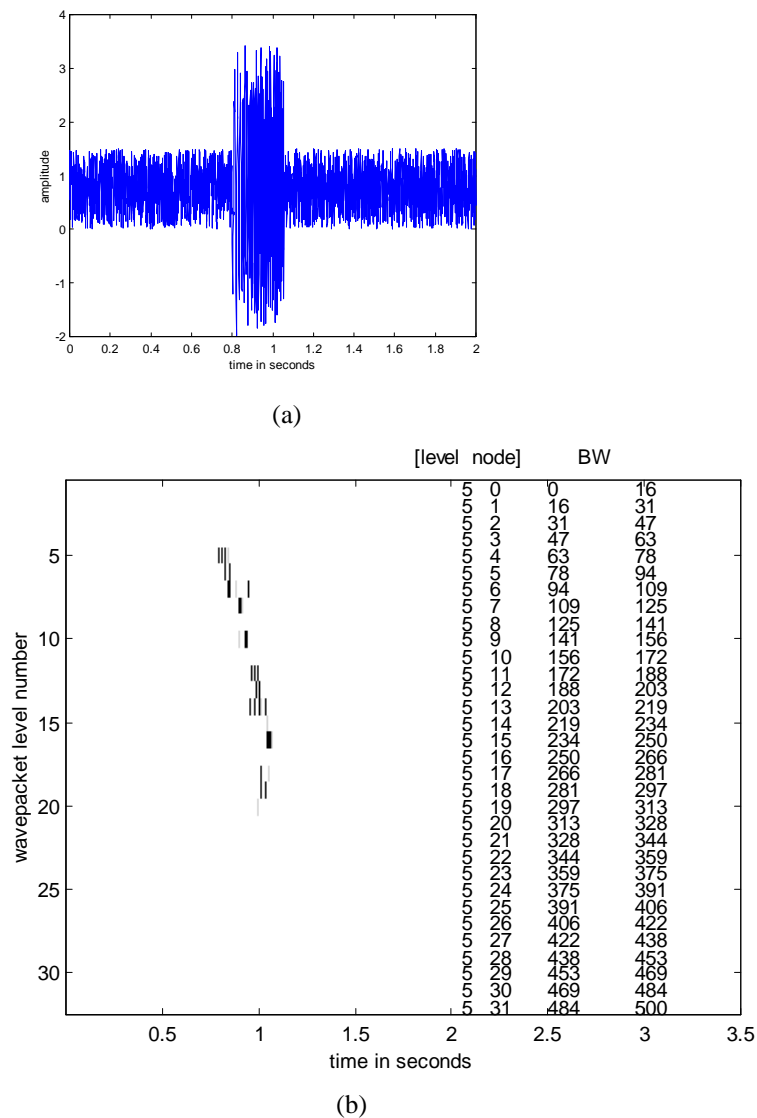 4
3
2
1
0
-1
-2
amplitude
0 0.2 0.4 0.6 0.8 1 1.2 1.4 1.6 1.8 2
time in seconds
(a)
[level node] BW
5 0 0 16
5 1 16 31
5 2 31 47
5 3 47 63
5 4 63 78
5 5 78 94
5 6 94 109
5 7 109 125
5 8 125 141
5 9 141 156
5 10 156 172
5 11 172 188
5 12 188 203
5 13 203 219
5 14 219 234
5 15 234 250
5 16 250 266
5 17 266 281
5 18 281 297
5 19 297 313
5 20 313 328
5 21 328 344
5 22 344 359
5 23 359 375
5 24 375 391
5 25 391 406
5 26 406 422
5 27 422 438
5 28 438 453
5 29 453 469
5 30 469 484
5 31 484 500
5
10
15
20
25
30
wavepacket level number
0.5 1 1.5 2 2.5 3 3.5
time in seconds
(b)